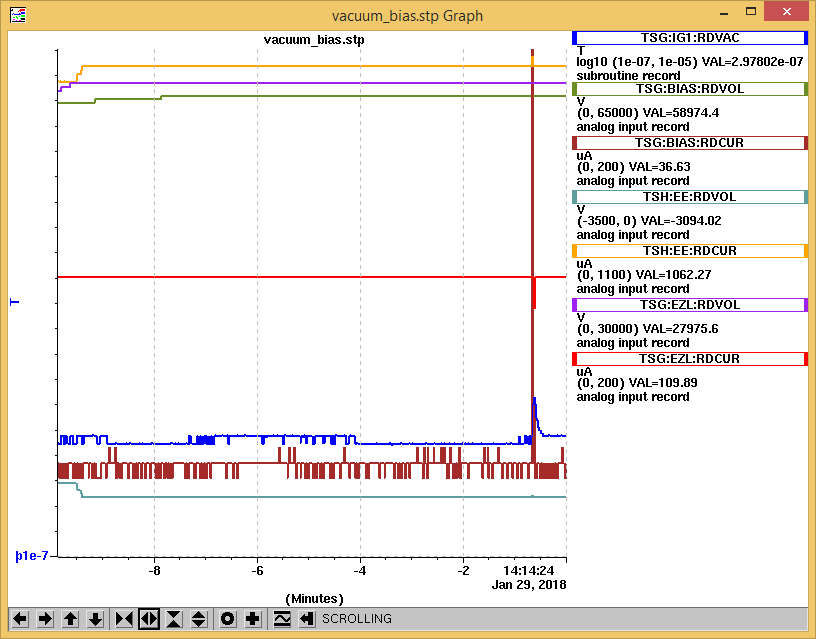 vacuum_bias.stp Graph
vacuum_bias.stp
T
p1e-7
-8
-6
-4
-2
14:14:24
Jan 29, 2018
(Minutes)
TSG:IG1:RDVAC
T
log10 (1e-07, 1e-05) VAL=2.97802e-07
subroutine record
TSG:BIAS:RDVOL
V
(0, 65000) VAL=58974.4
analog input record
TSG:BIAS:RDCUR
uA
(0, 200) VAL=36.63
analog input record
TSH:EE:RDVOL
V
(-3500, 0) VAL=-3094.02
analog input record
TSH:EE:RDCUR
uA
(0, 1100) VAL=1062.27
analog input record
TSG:EZL:RDVOL
V
(0, 30000) VAL=27975.6
analog input record
TSG:EZL:RDCUR
uA
(0, 200) VAL=109.89
analog input record
SCROLLING